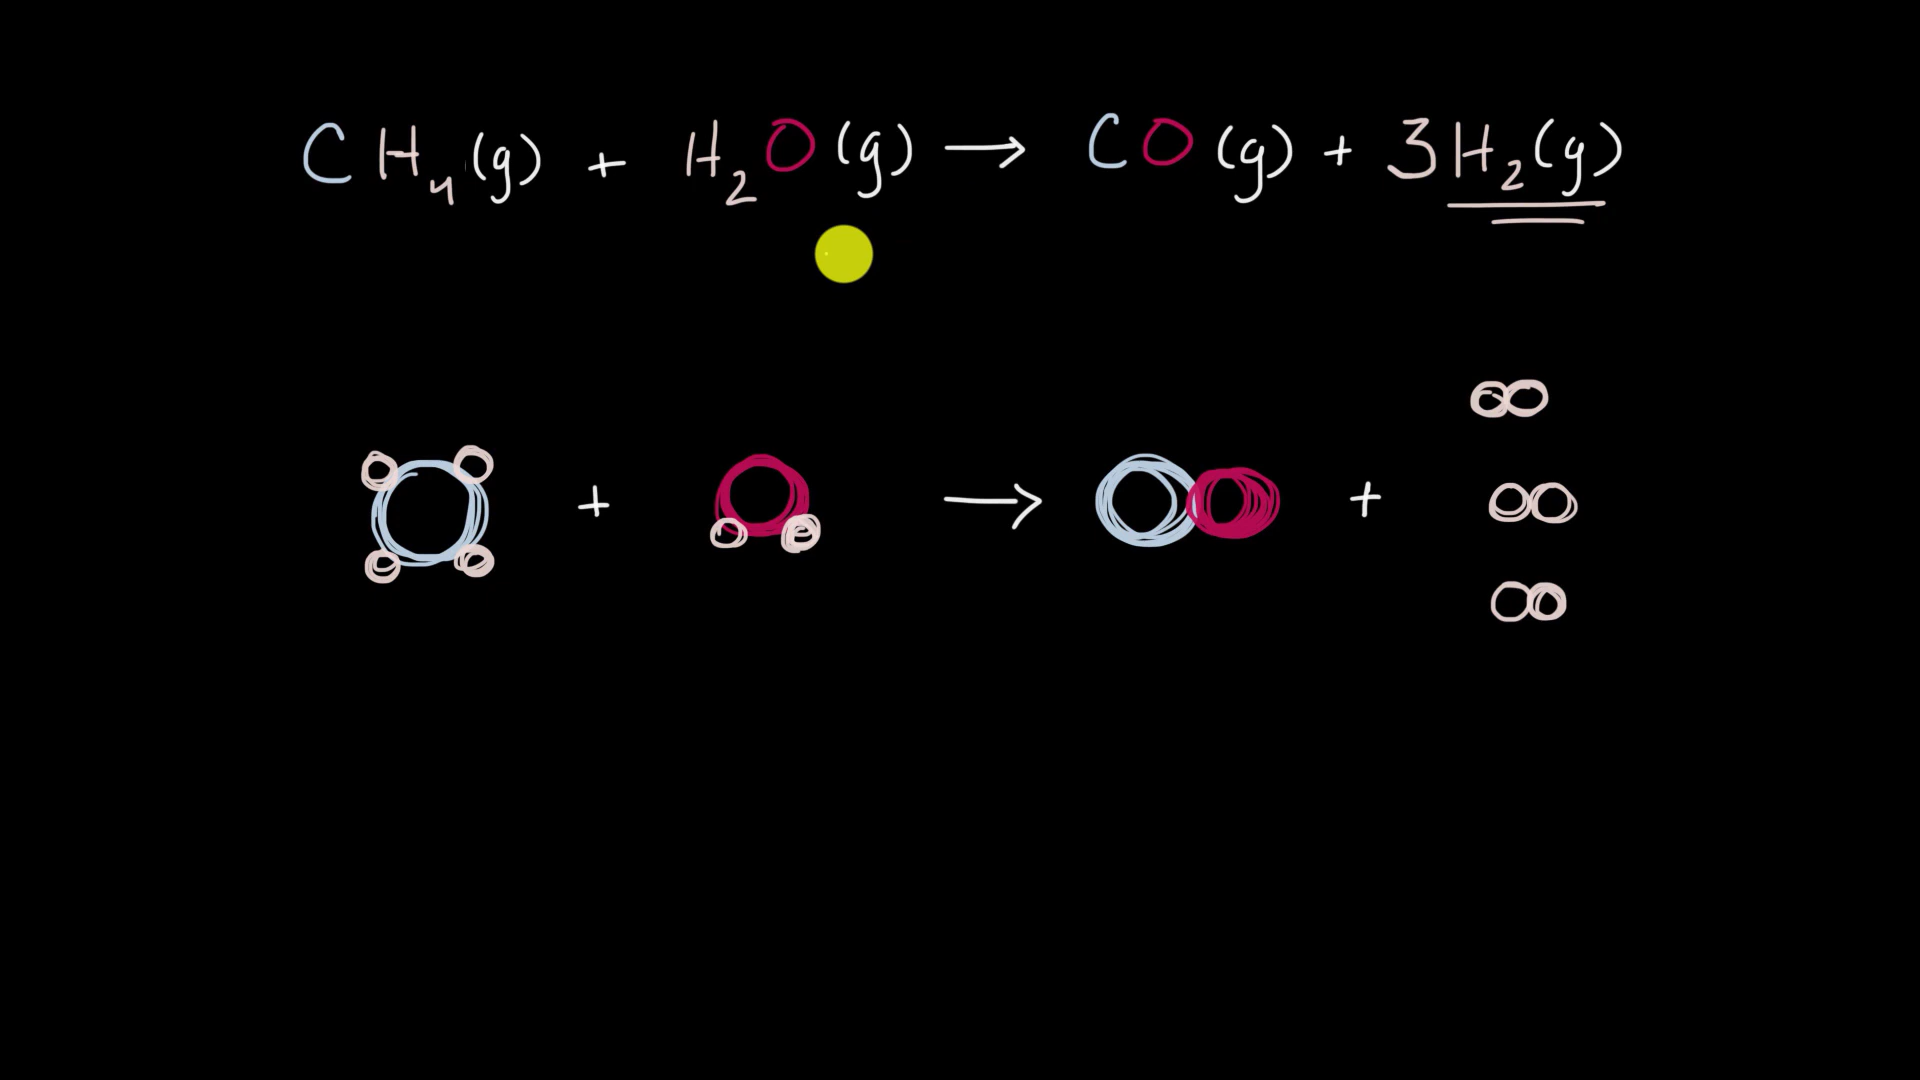 CH₄(g) + H₂O(g) → CO(g) + 3H₂(g)
+ → +